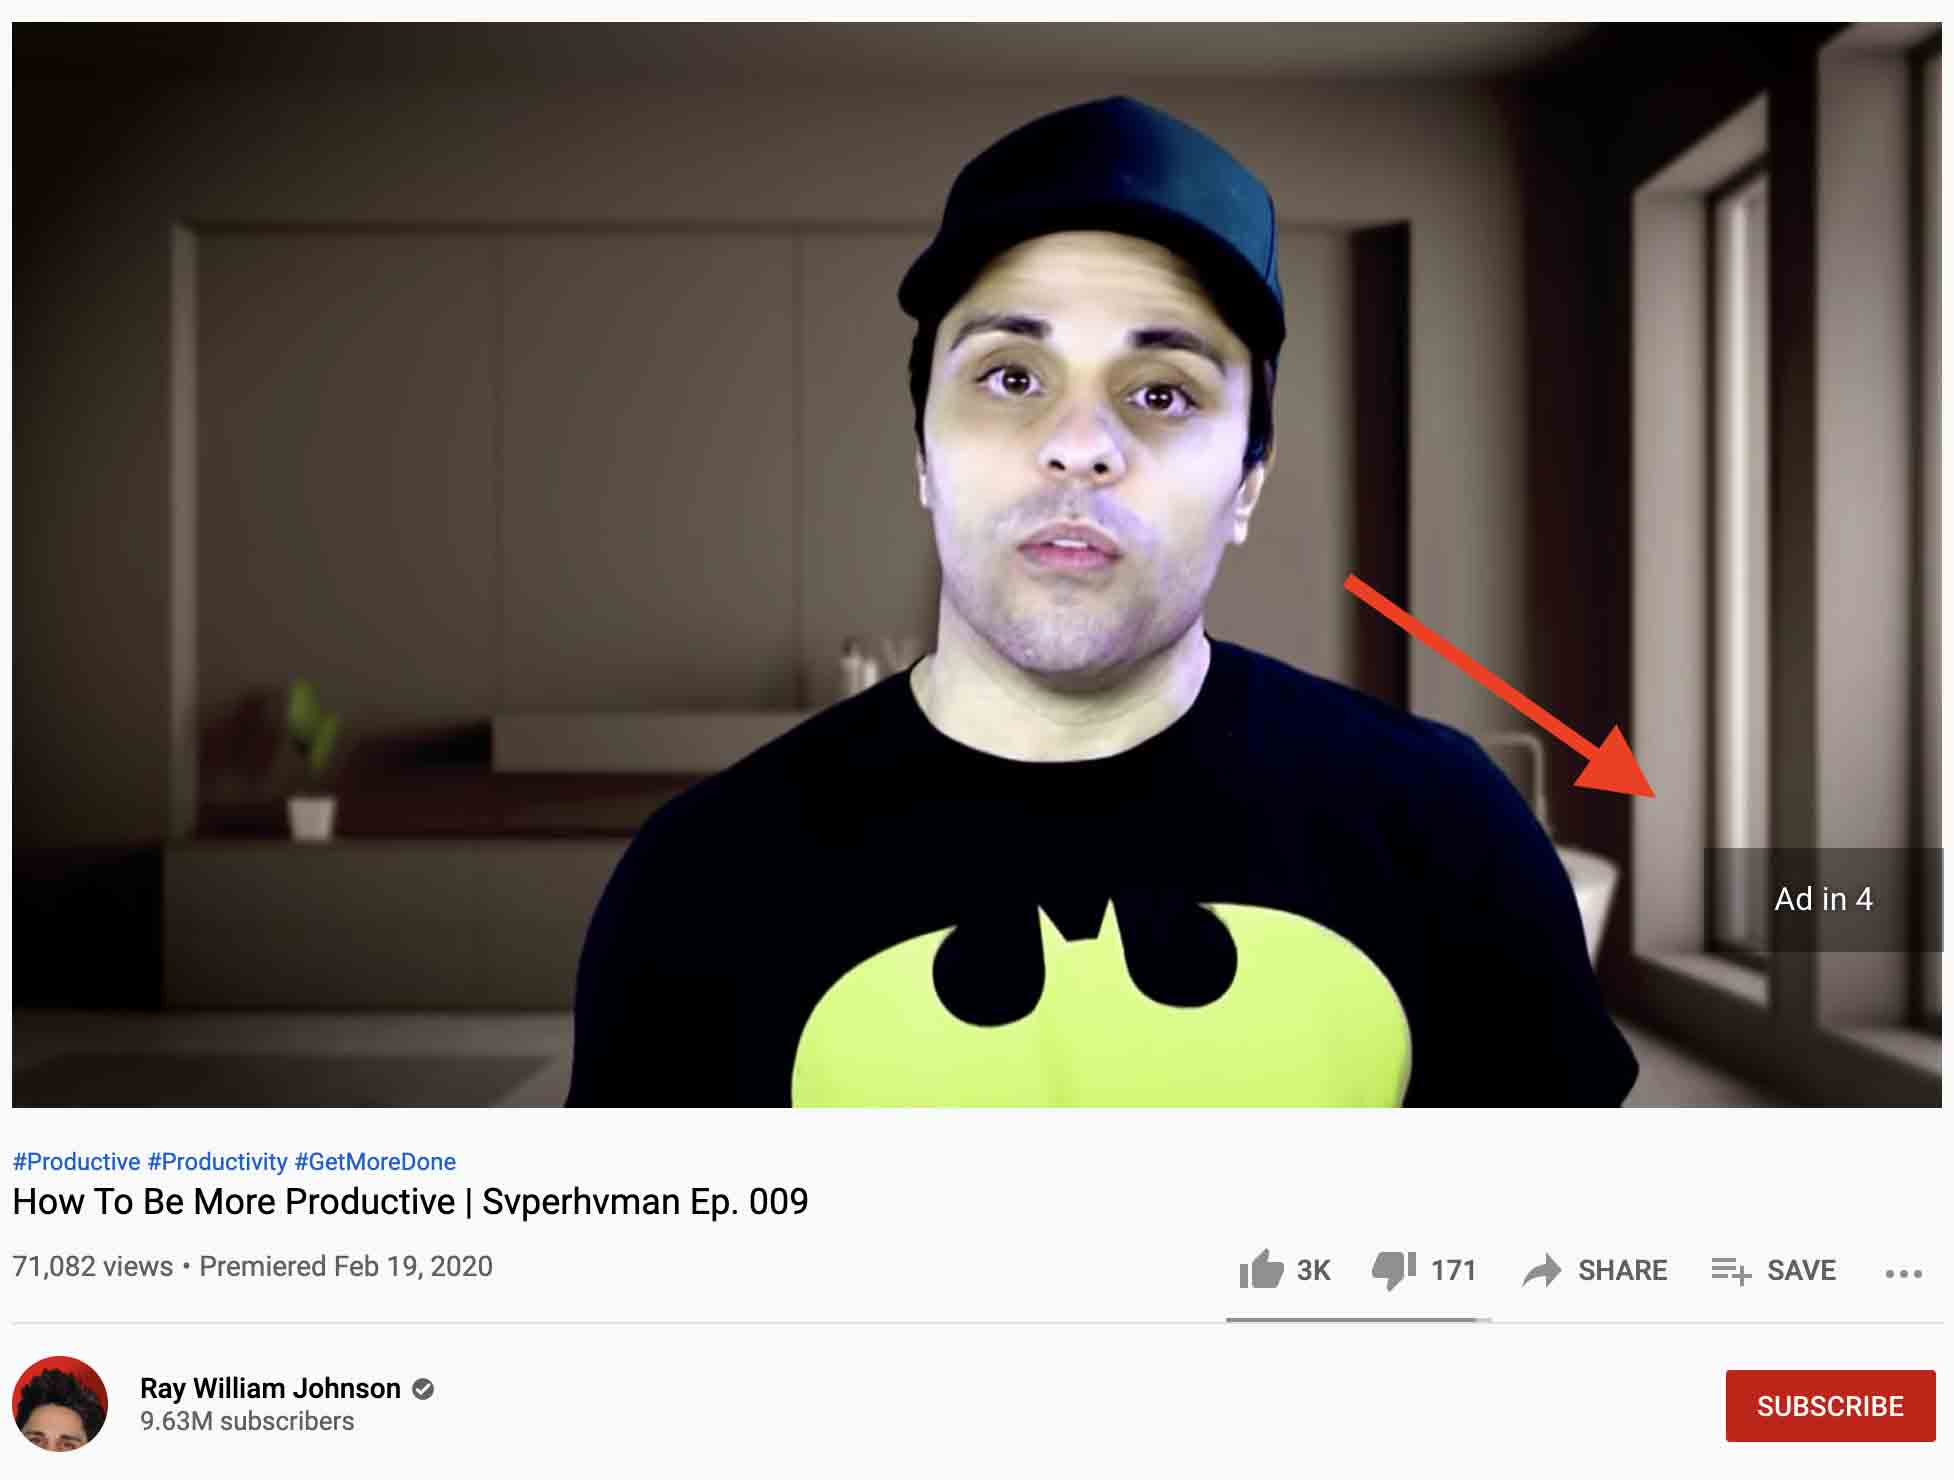 Ad in 4
#Productive #Productivity #GetMoreDone
How To Be More Productive | Svperhvman Ep. 009
71,082 views • Premiered Feb 19, 2020
3K 171 SHARE SAVE
Ray William Johnson
9.63M subscribers
SUBSCRIBE